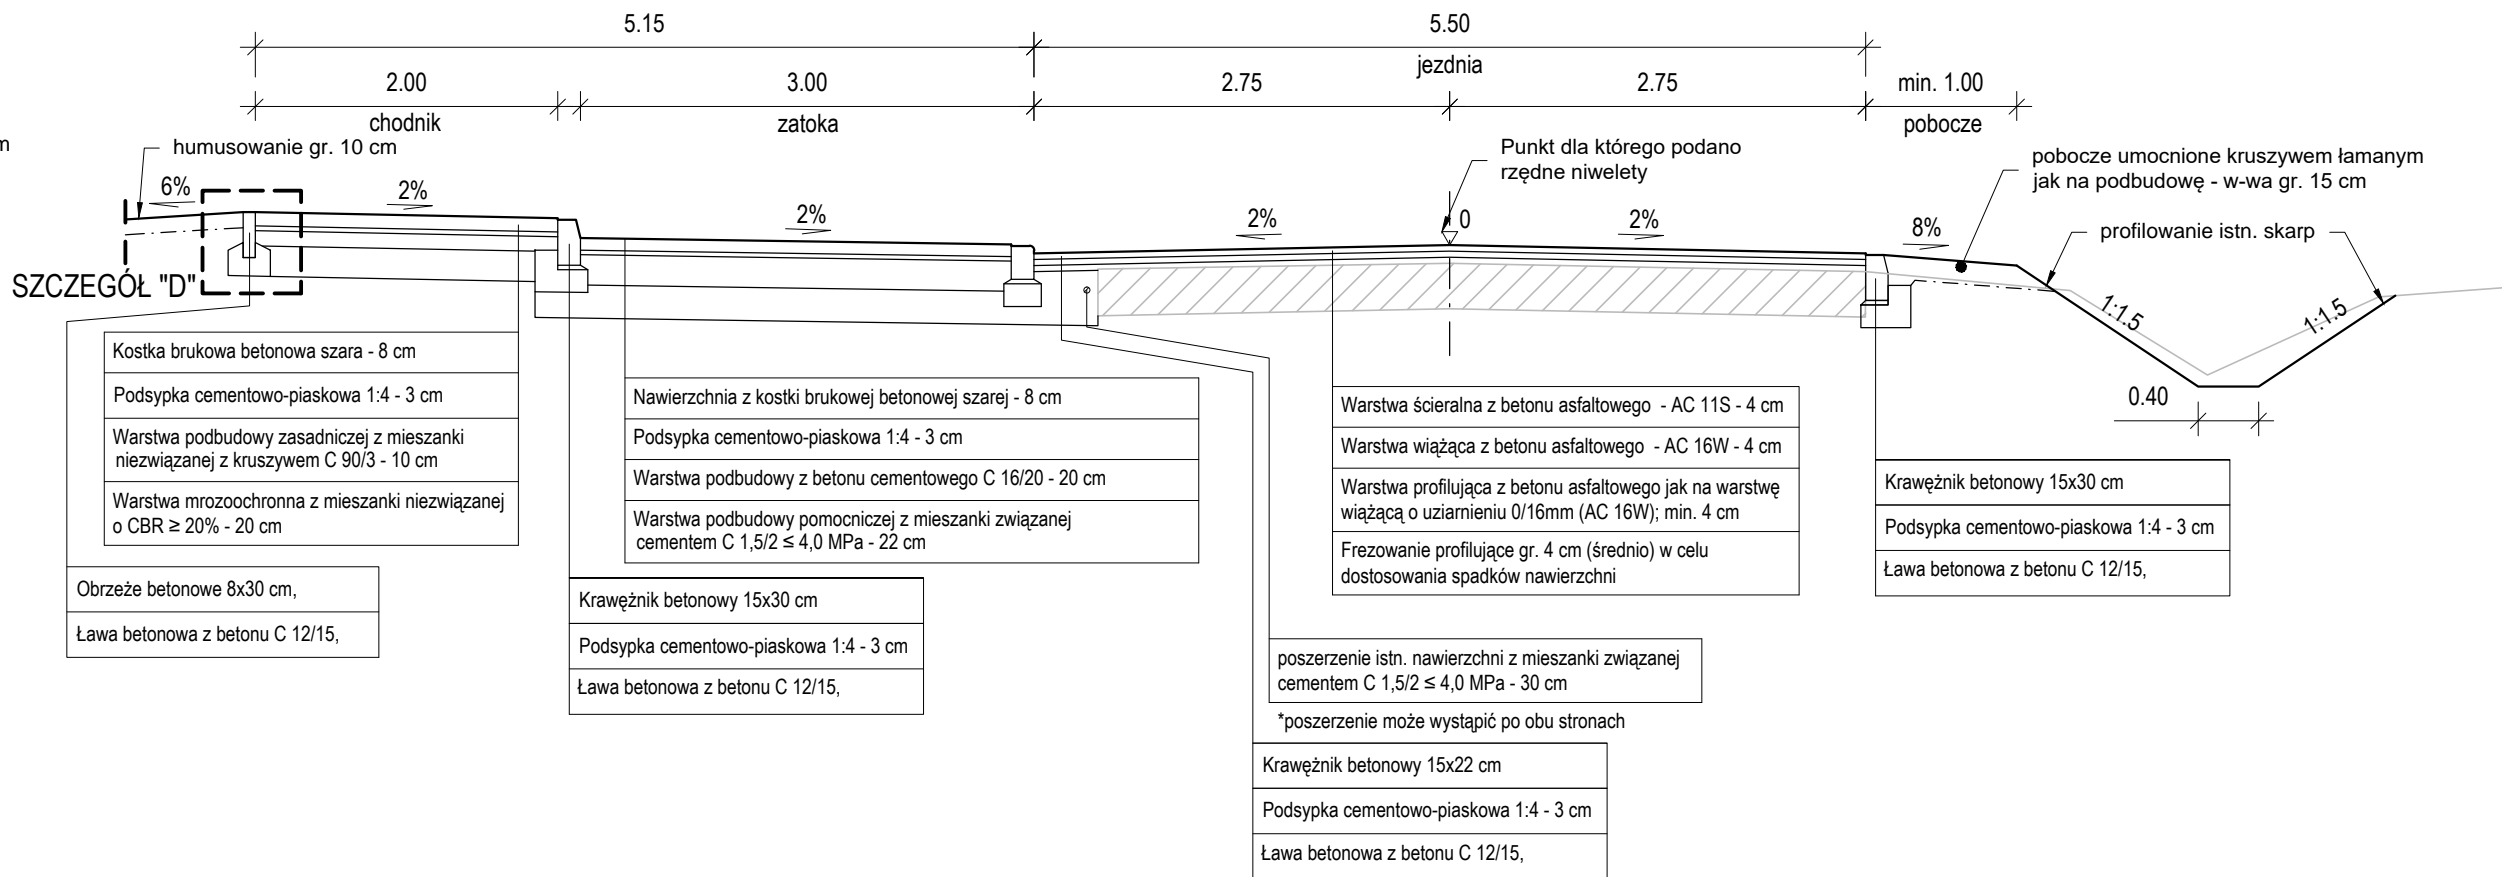 5.15
5.50
jezdnia
2.00
3.00
2.75
2.75
min. 1.00
chodnik
zatoka
pobocze
m
humusowanie gr. 10 cm
Punkt dla którego podano
rzędne niwelety
pobocze umocnione kruszywem łamanym
jak na podbudowę - w-wa gr. 15 cm
6%
2%
2%
2%
0
2%
8%
profilowanie istn. skarp
SZCZEGÓŁ "D"
1:1.5
1:1.5
0.40
Kostka brukowa betonowa szara - 8 cm
Podsypka cementowo-piaskowa 1:4 - 3 cm
Warstwa podbudowy zasadniczej z mieszanki
niezwiązanej z kruszywem C 90/3 - 10 cm
Warstwa mrozoochronna z mieszanki niezwiązanej
o CBR ≥ 20% - 20 cm
Nawierzchnia z kostki brukowej betonowej szarej - 8 cm
Podsypka cementowo-piaskowa 1:4 - 3 cm
Warstwa podbudowy z betonu cementowego C 16/20 - 20 cm
Warstwa podbudowy pomocniczej z mieszanki związanej
cementem C 1,5/2 ≤ 4,0 MPa - 22 cm
Warstwa ścieralna z betonu asfaltowego - AC 11S - 4 cm
Warstwa wiążąca z betonu asfaltowego - AC 16W - 4 cm
Warstwa profilująca z betonu asfaltowego jak na warstwę
wiążącą o uziarnieniu 0/16mm (AC 16W); min. 4 cm
Frezowanie profilujące gr. 4 cm (średnio) w celu
dostosowania spadków nawierzchni
Krawężnik betonowy 15x30 cm
Podsypka cementowo-piaskowa 1:4 - 3 cm
Ława betonowa z betonu C 12/15,
Obrzeże betonowe 8x30 cm,
Ława betonowa z betonu C 12/15,
Krawężnik betonowy 15x30 cm
Podsypka cementowo-piaskowa 1:4 - 3 cm
Ława betonowa z betonu C 12/15,
poszerzenie istn. nawierzchni z mieszanki związanej
cementem C 1,5/2 ≤ 4,0 MPa - 30 cm
*poszerzenie może wystąpić po obu stronach
Krawężnik betonowy 15x22 cm
Podsypka cementowo-piaskowa 1:4 - 3 cm
Ława betonowa z betonu C 12/15,